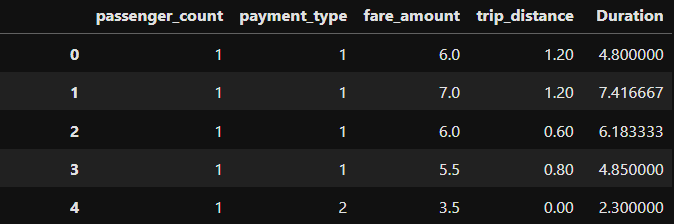 passenger_count payment_type fare_amount trip_distance Duration
0 1 1 6.0 1.20 4.800000
1 1 1 7.0 1.20 7.416667
2 1 1 6.0 0.60 6.183333
3 1 1 5.5 0.80 4.850000
4 1 2 3.5 0.00 2.300000